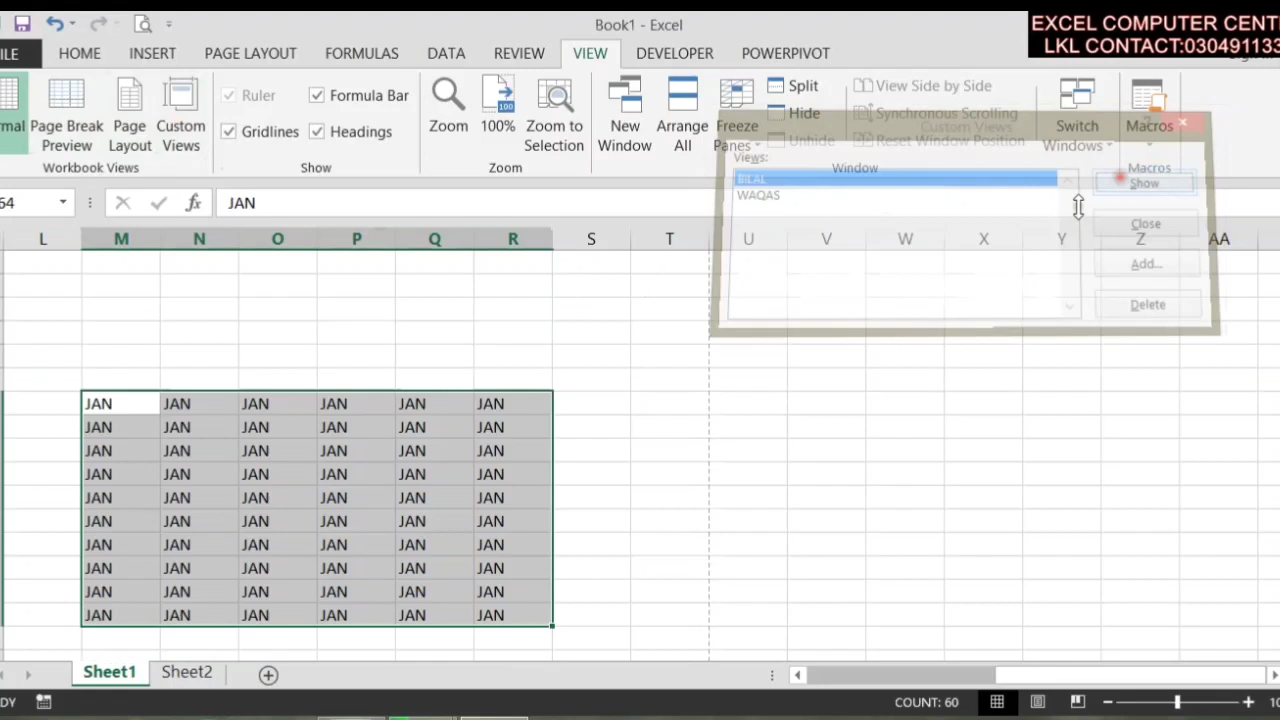 Book1 - Excel
EXCEL COMPUTER CENT
LKL CONTACT:030491133
ILE HOME INSERT PAGE LAYOUT FORMULAS DATA REVIEW VIEW DEVELOPER POWERPIVOT
Ruler Formula Bar
Gridlines Headings
Show
Page Break Preview
Page Layout
Custom Views
Workbook Views
Zoom
100%
Zoom to Selection
Zoom
New Window
Arrange All
Freeze Panes
Split
Hide
Unhide
View Side by Side
Synchronous Scrolling
Reset Window Position
Window
Switch Windows
Macros
Macros
Custom Views
Views:
BILAL
WAQAS
Show
Close
Add...
Delete
64 JAN
L M N O P Q R S T U V W X Y Z AA
JAN JAN JAN JAN JAN JAN
JAN JAN JAN JAN JAN JAN
JAN JAN JAN JAN JAN JAN
JAN JAN JAN JAN JAN JAN
JAN JAN JAN JAN JAN JAN
JAN JAN JAN JAN JAN JAN
JAN JAN JAN JAN JAN JAN
JAN JAN JAN JAN JAN JAN
JAN JAN JAN JAN JAN JAN
JAN JAN JAN JAN JAN JAN
Sheet1 Sheet2
DY COUNT: 60